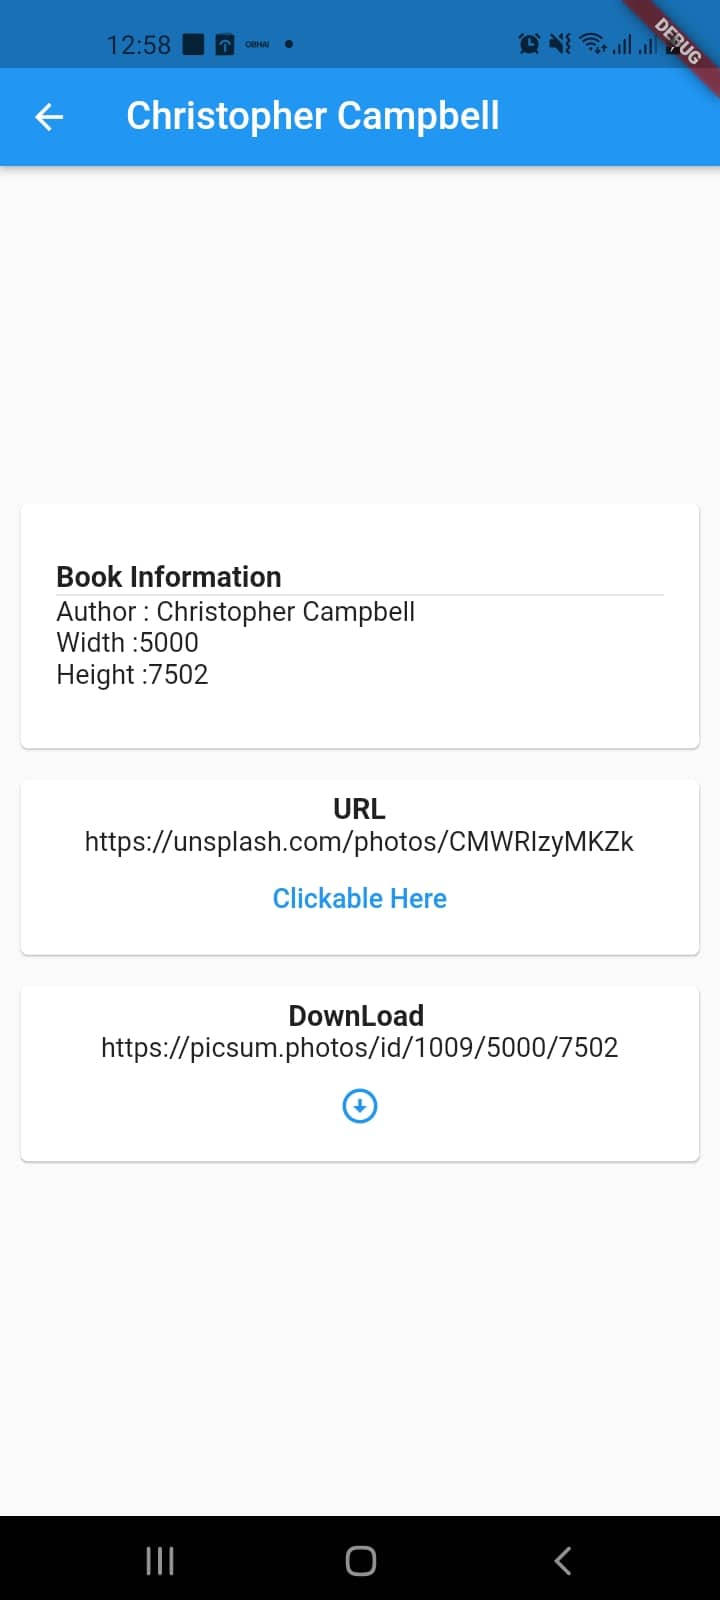 12:58
OBHAI
DEBUG
Christopher Campbell
Book Information
Author : Christopher Campbell
Width :5000
Height :7502
URL
https://unsplash.com/photos/CMWRIzyMKZk
Clickable Here
DownLoad
https://picsum.photos/id/1009/5000/7502